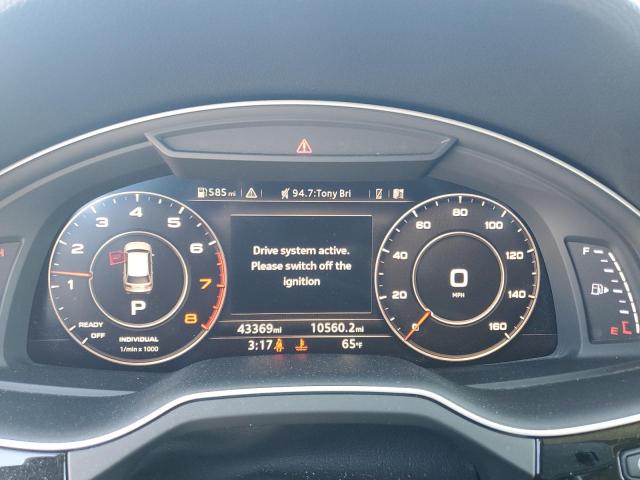 585 mi 94.7:Tony Bri
Drive system active.
Please switch off the
ignition
1 2 3 4 5 6 7 8
READY
OFF
P
INDIVIDUAL
1/min x 1000
43369mi 10560.2mi
3:17 65°F
0 20 40 60 80 100 120 140 160
0
MPH
H
F
E